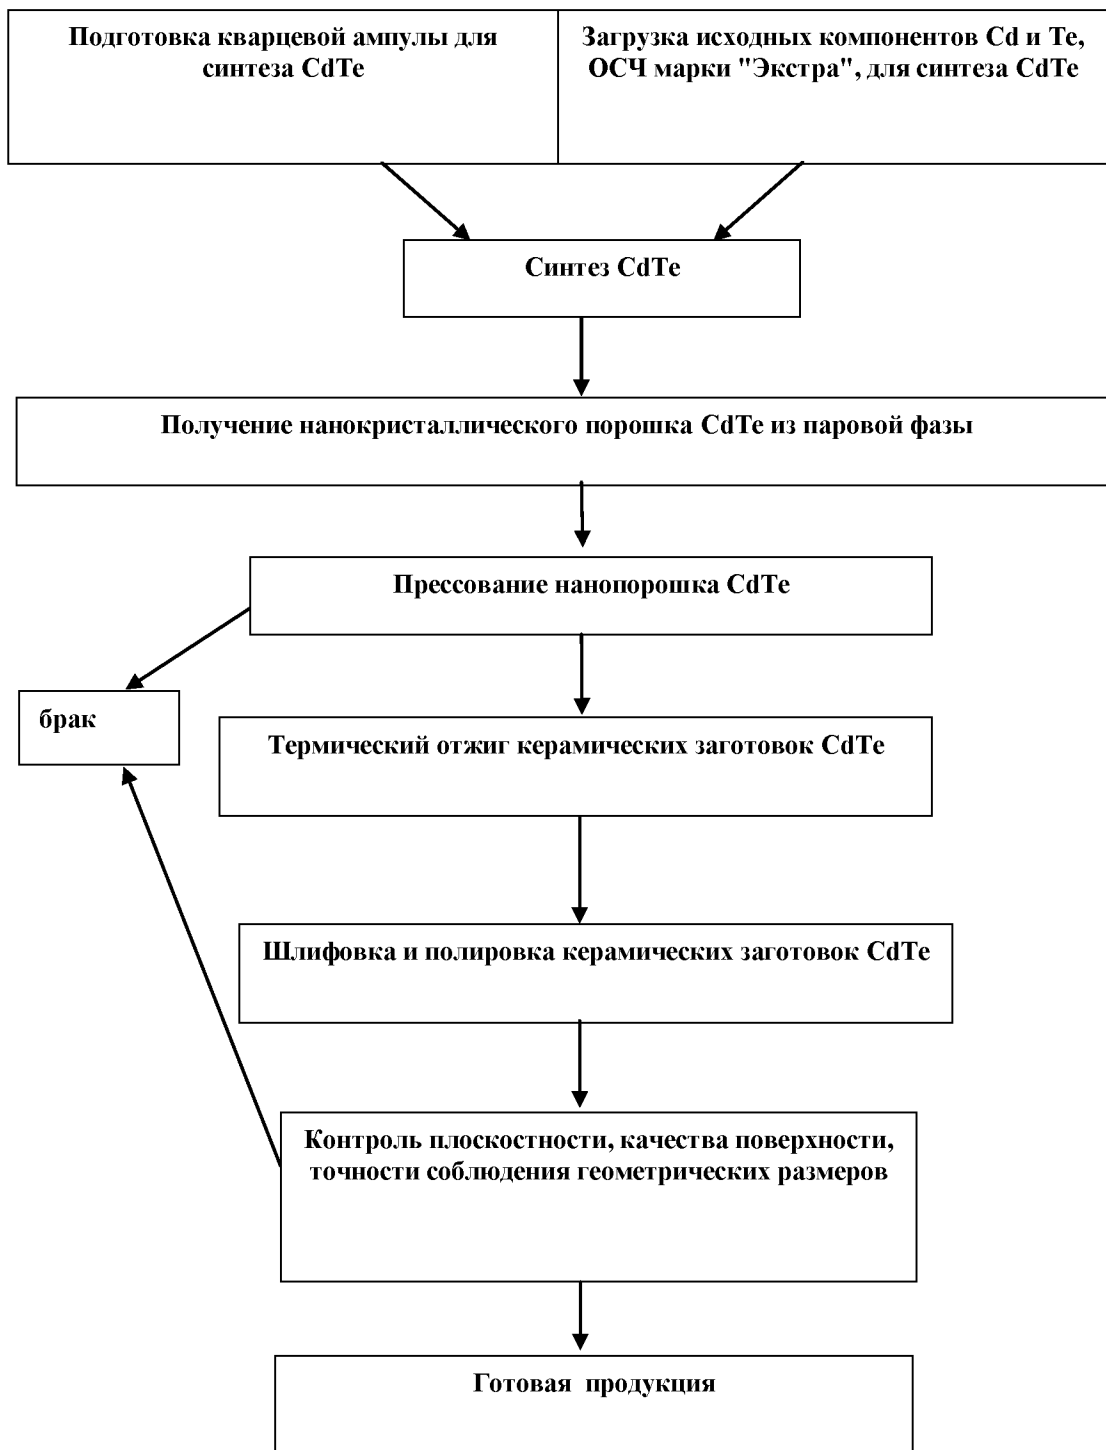 Подготовка кварцевой ампулы для
синтеза CdTe
Загрузка исходных компонентов Cd и Te,
ОСЧ марки "Экстра", для синтеза CdTe
Синтез CdTe
Получение нанокристаллического порошка CdTe из паровой фазы
Прессование нанопорошка CdTe
брак
Термический отжиг керамических заготовок CdTe
Шлифовка и полировка керамических заготовок CdTe
Контроль плоскостности, качества поверхности,
точности соблюдения геометрических размеров
Готовая продукция